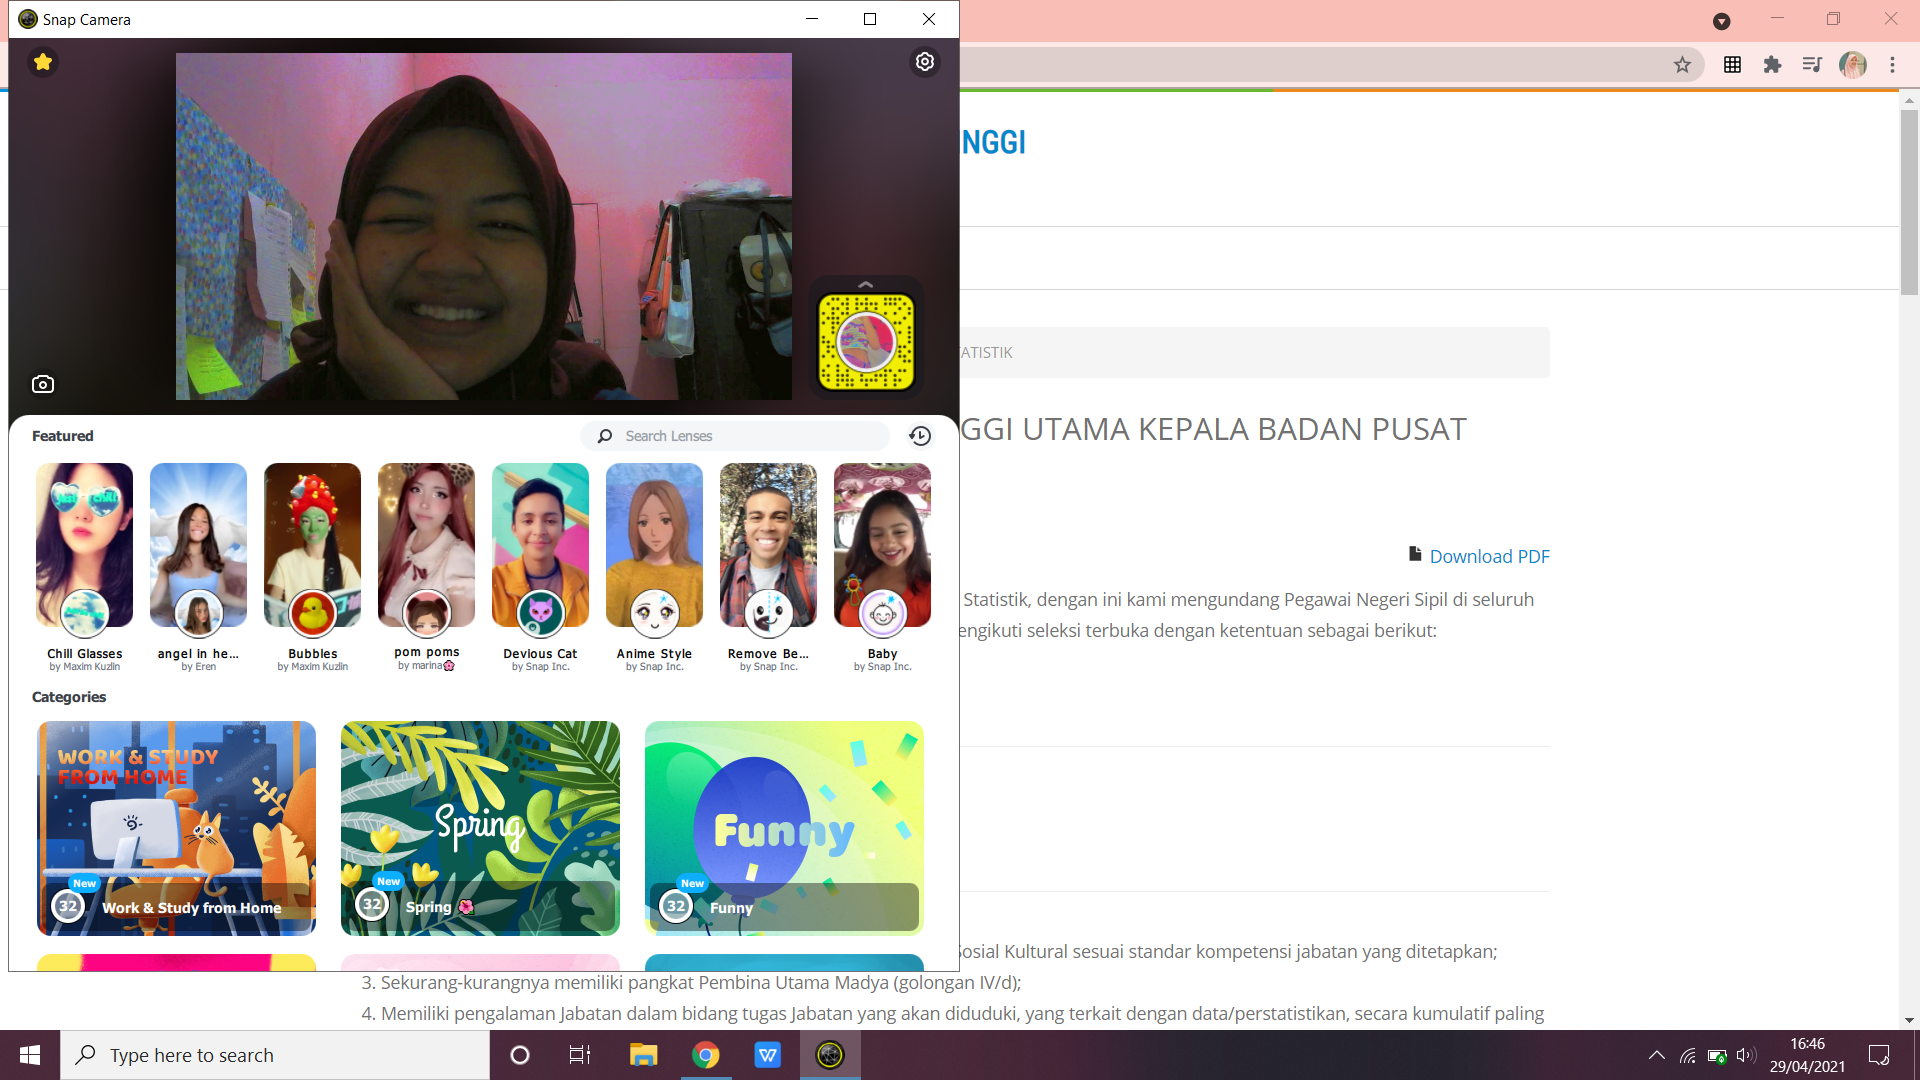 Snap Camera
Featured
Search Lenses
Chill Glasses
by Maxim Kuzlin
angel in he...
by Eren
Bubbles
by Maxim Kuzlin
pom poms
by marina🌺
Devious Cat
by Snap Inc.
Anime Style
by Snap Inc.
Remove Be...
by Snap Inc.
Baby
by Snap Inc.
Categories
WORK & STUDY
FROM HOME
New
32
Work & Study from Home
Spring
New
32
Spring 🌺
Funny
New
32
Funny
NGGI
ATISTIK
GGI UTAMA KEPALA BADAN PUSAT
Download PDF
Statistik, dengan ini kami mengundang Pegawai Negeri Sipil di seluruh
engikuti seleksi terbuka dengan ketentuan sebagai berikut:
Sosial Kultural sesuai standar kompetensi jabatan yang ditetapkan;
3. Sekurang-kurangnya memiliki pangkat Pembina Utama Madya (golongan IV/d);
4. Memiliki pengalaman Jabatan dalam bidang tugas Jabatan yang akan diduduki, yang terkait dengan data/perstatistikan, secara kumulatif paling
Type here to search
W
16:46
29/04/2021